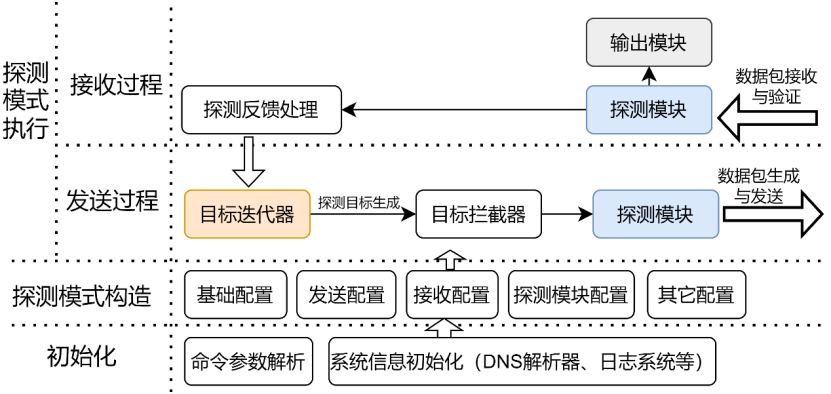 探测
模式
执行
接收过程
输出模块
探测反馈处理
探测模块
数据包接收
与验证
发送过程
目标迭代器
探测目标生成
目标拦截器
探测模块
数据包生成
与发送
探测模式构造
基础配置
发送配置
接收配置
探测模块配置
其它配置
初始化
命令参数解析
系统信息初始化（DNS解析器、日志系统等）